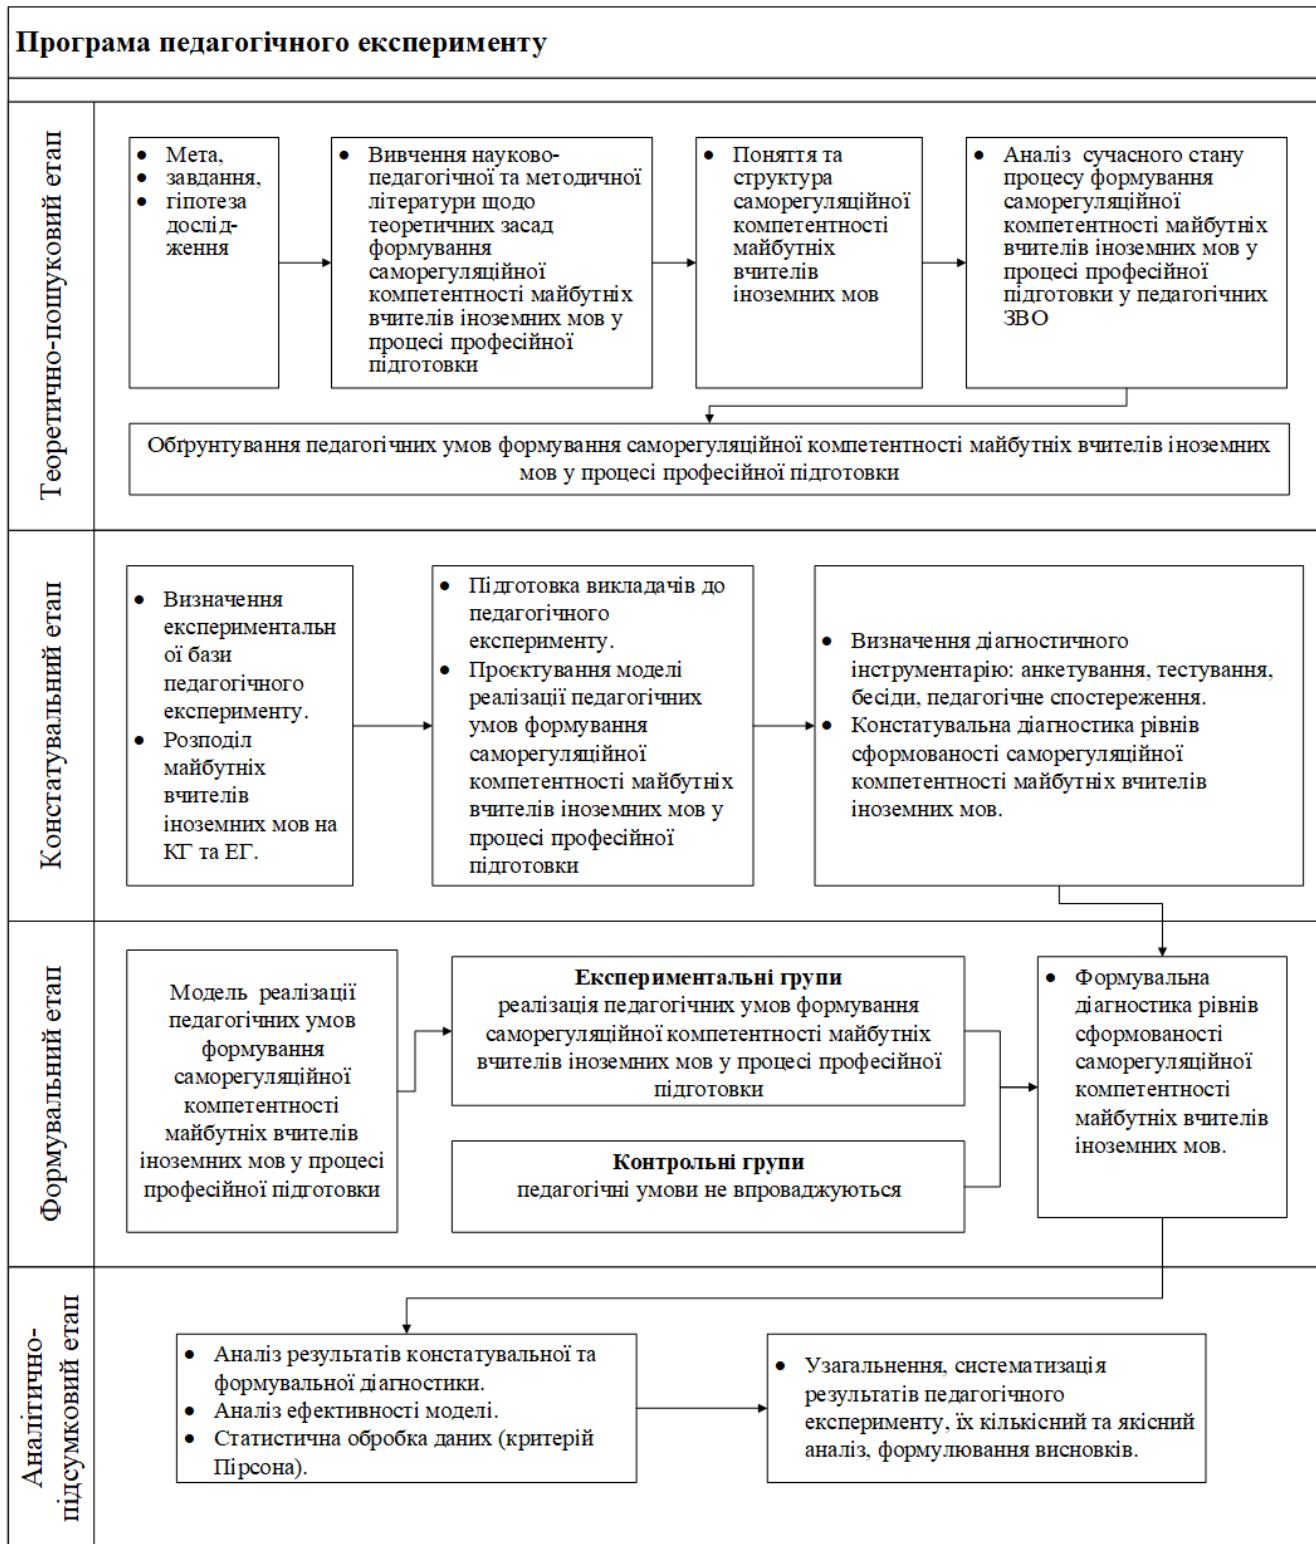 Програма педагогічного експерименту
Теоретично-пошуковий етап
● Мета,
● завдання,
● гіпотеза
дослід-
ження
● Вивчення науково-
педагогічної та методичної
літератури щодо
теоретичних засад
формування
саморегуляційної
компетентності майбутніх
вчителів іноземних мов у
процесі професійної
підготовки
● Поняття та
структура
саморегуляційної
компетентності
майбутніх
вчителів
іноземних мов
● Аналіз сучасного стану
процесу формування
саморегуляційної
компетентності майбутніх
вчителів іноземних мов у
процесі професійної
підготовки у педагогічних
ЗВО
Обґрунтування педагогічних умов формування саморегуляційної компетентності майбутніх вчителів іноземних
мов у процесі професійної підготовки
Констатувальний етап
● Визначення
експериментальн
ої бази
педагогічного
експерименту.
● Розподіл
майбутніх
вчителів
іноземних мов на
КГ та ЕГ.
● Підготовка викладачів до
педагогічного
експерименту.
● Проєктування моделі
реалізації педагогічних
умов формування
саморегуляційної
компетентності майбутніх
вчителів іноземних мов у
процесі професійної
підготовки
● Визначення діагностичного
інструментарію: анкетування, тестування,
бесіди, педагогічне спостереження.
● Констатувальна діагностика рівнів
сформованості саморегуляційної
компетентності майбутніх вчителів
іноземних мов.
Формувальний етап
Модель реалізації
педагогічних умов
формування
саморегуляційної
компетентності
майбутніх вчителів
іноземних мов у процесі
професійної підготовки
Експериментальні групи
реалізація педагогічних умов формування
саморегуляційної компетентності майбутніх
вчителів іноземних мов у процесі професійної
підготовки
Контрольні групи
педагогічні умови не впроваджуються
● Формувальна
діагностика рівнів
сформованості
саморегуляційної
компетентності
майбутніх вчителів
іноземних мов.
Аналітично-
підсумковий етап
● Аналіз результатів констатувальної та
формувальної діагностики.
● Аналіз ефективності моделі.
● Статистична обробка даних (критерій
Пірсона).
● Узагальнення, систематізація
результатів педагогічного
експерименту, їх кількісний та якісний
аналіз, формулювання висновків.